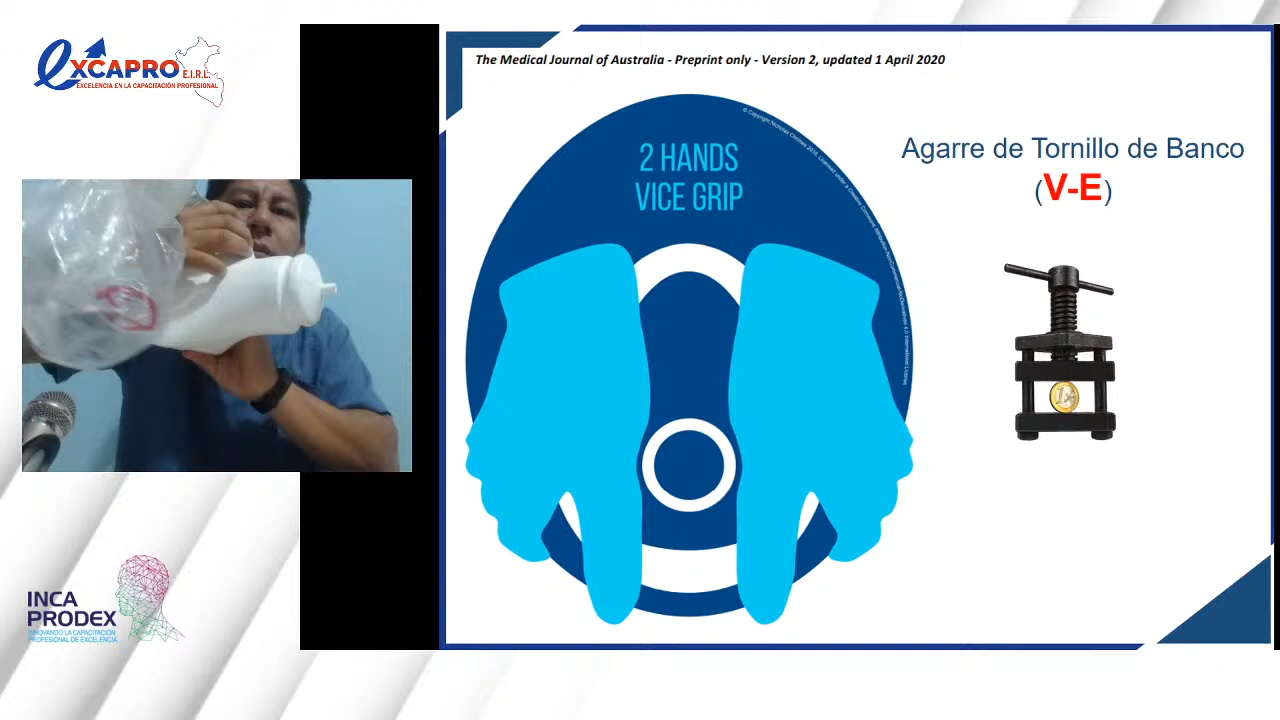 exCAPRO E.I.R.L.
EXCELENCIA EN LA CAPACITACIÓN PROFESIONAL
The Medical Journal of Australia - Preprint only - Version 2, updated 1 April 2020
2 HANDS
VICE GRIP
Agarre de Tornillo de Banco
(V-E)
INCA
PRODEX
INNOVANDO LA CAPACITACIÓN
PROFESIONAL DE EXCELENCIA